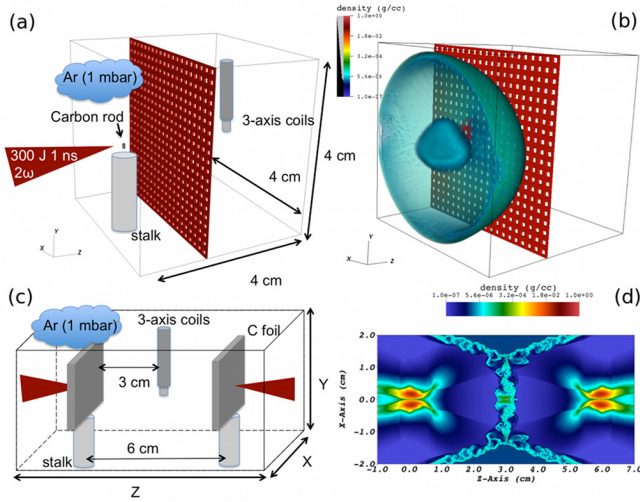 (a)
Ar (1 mbar)
Carbon rod
300 J 1 ns
2ω
stalk
3-axis coils
4 cm
4 cm
4 cm
X
Y
Z
density (g/cc)
1.0e+00
1.8e-02
3.2e-04
5.6e-06
1.0e-07
(b)
X
Y
Z
(c)
Ar (1 mbar)
3-axis coils
C foil
3 cm
6 cm
stalk
Y
X
Z
density (g/cc)
1.0e-07 5.6e-06 3.2e-04 1.8e-02 1.0e+00
(d)
2.0
1.0
0.0
-1.0
-2.0
X-Axis (cm)
-1.0 0.0 1.0 2.0 3.0 4.0 5.0 6.0 7.0
Z-Axis (cm)